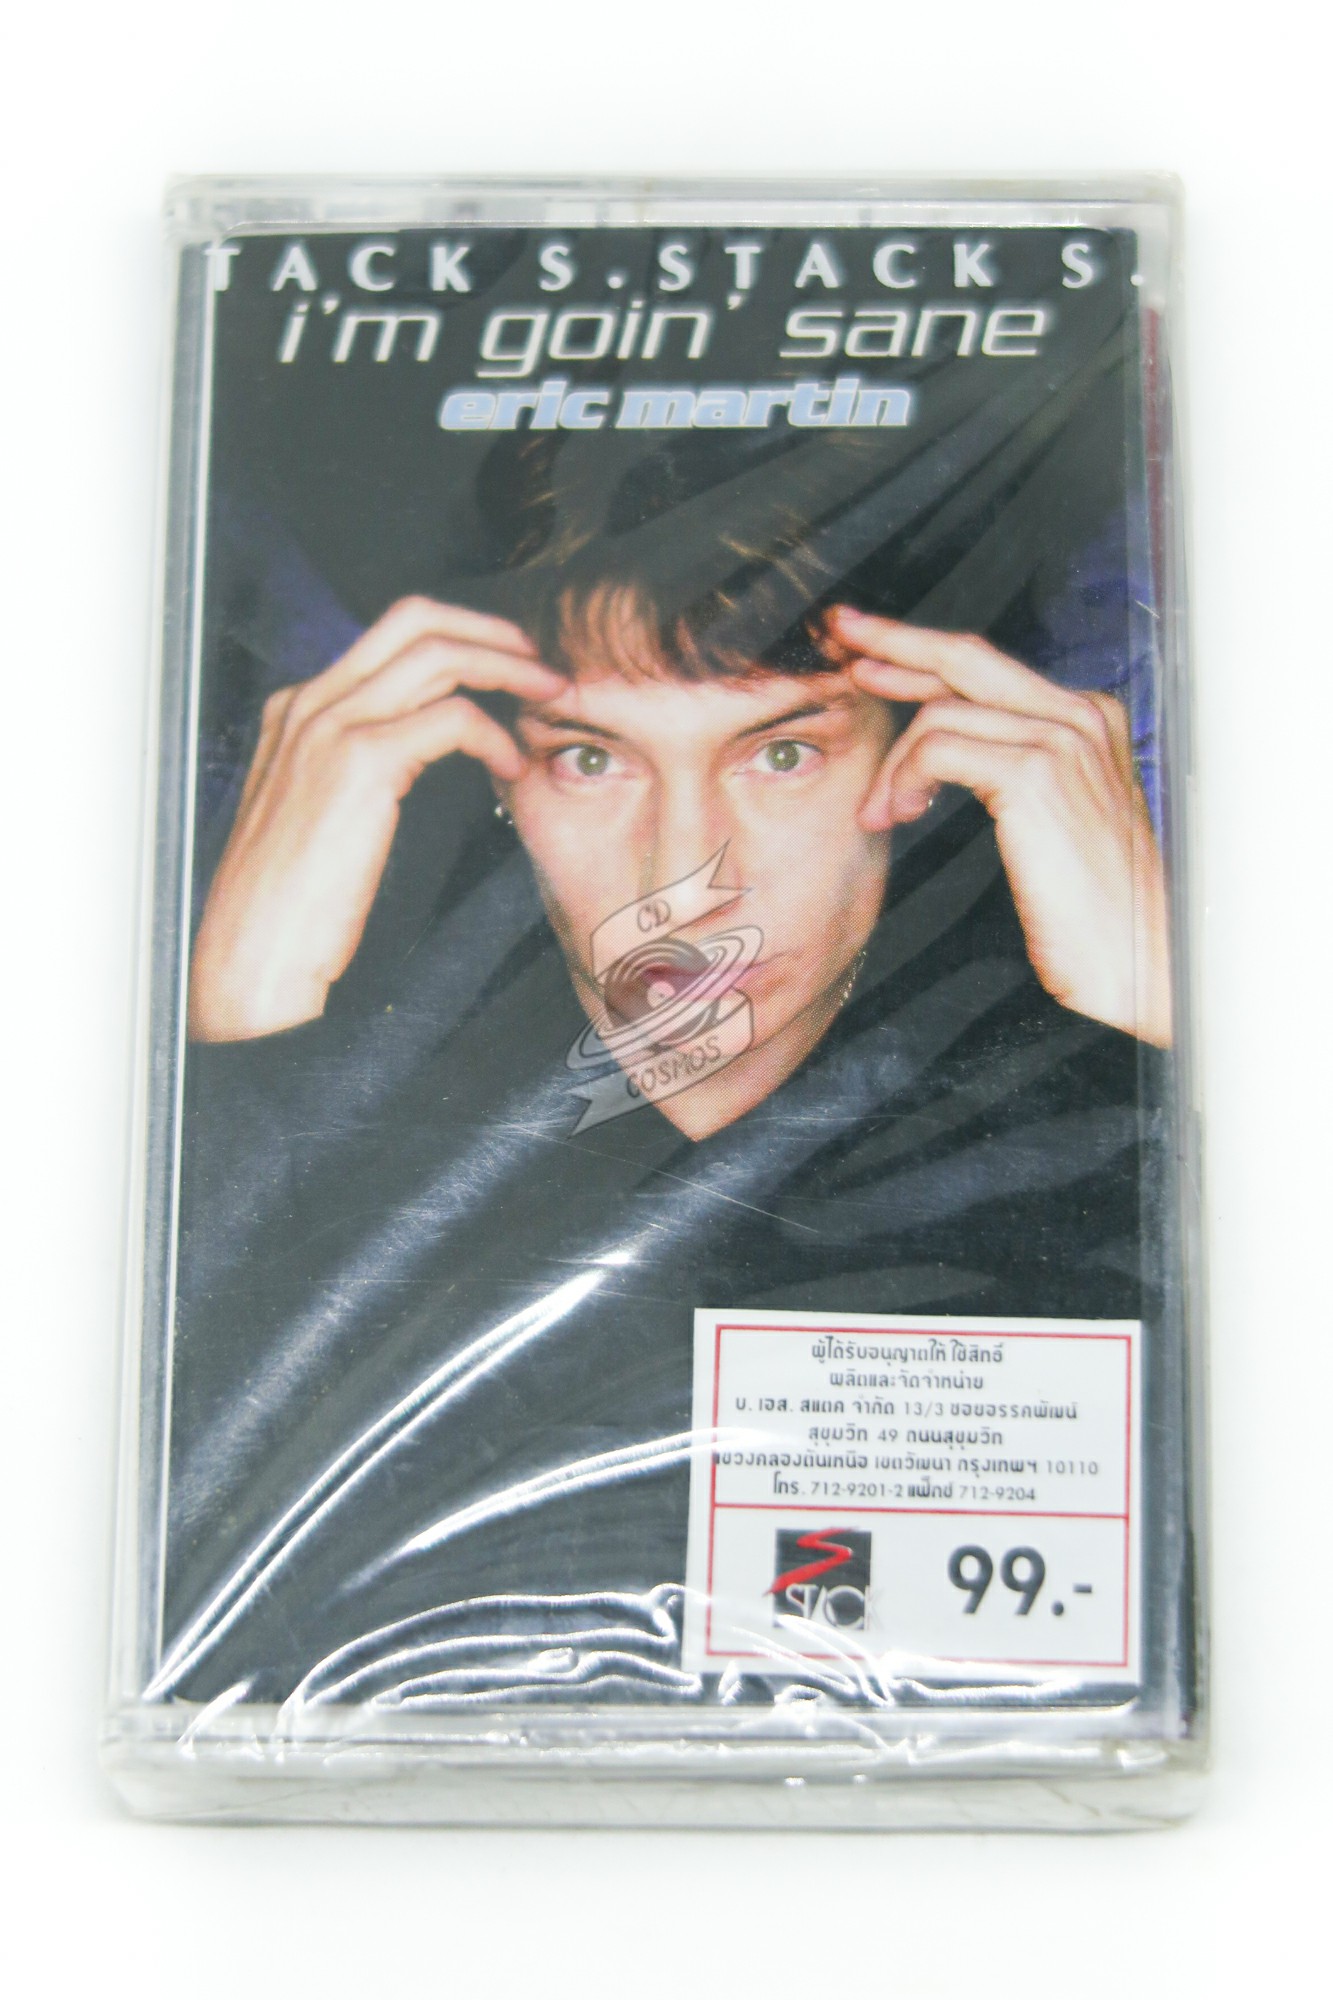 TACK S. STACK S.
i'm goin' sane
eric martin
CD
COSMOS
ผู้ได้รับอนุญาตให้ใช้สิทธิ์
ผลิตและจัดจำหน่าย
บ. เอส. สแตค จำกัด 13/3 ซอยอรรคพัฒน์
สุขุมวิท 49 ถนนสุขุมวิท
แขวงคลองตันเหนือ เขตวัฒนา กรุงเทพฯ 10110
โทร. 712-9201-2 แฟ็กซ์ 712-9204
S
STACK
99.-